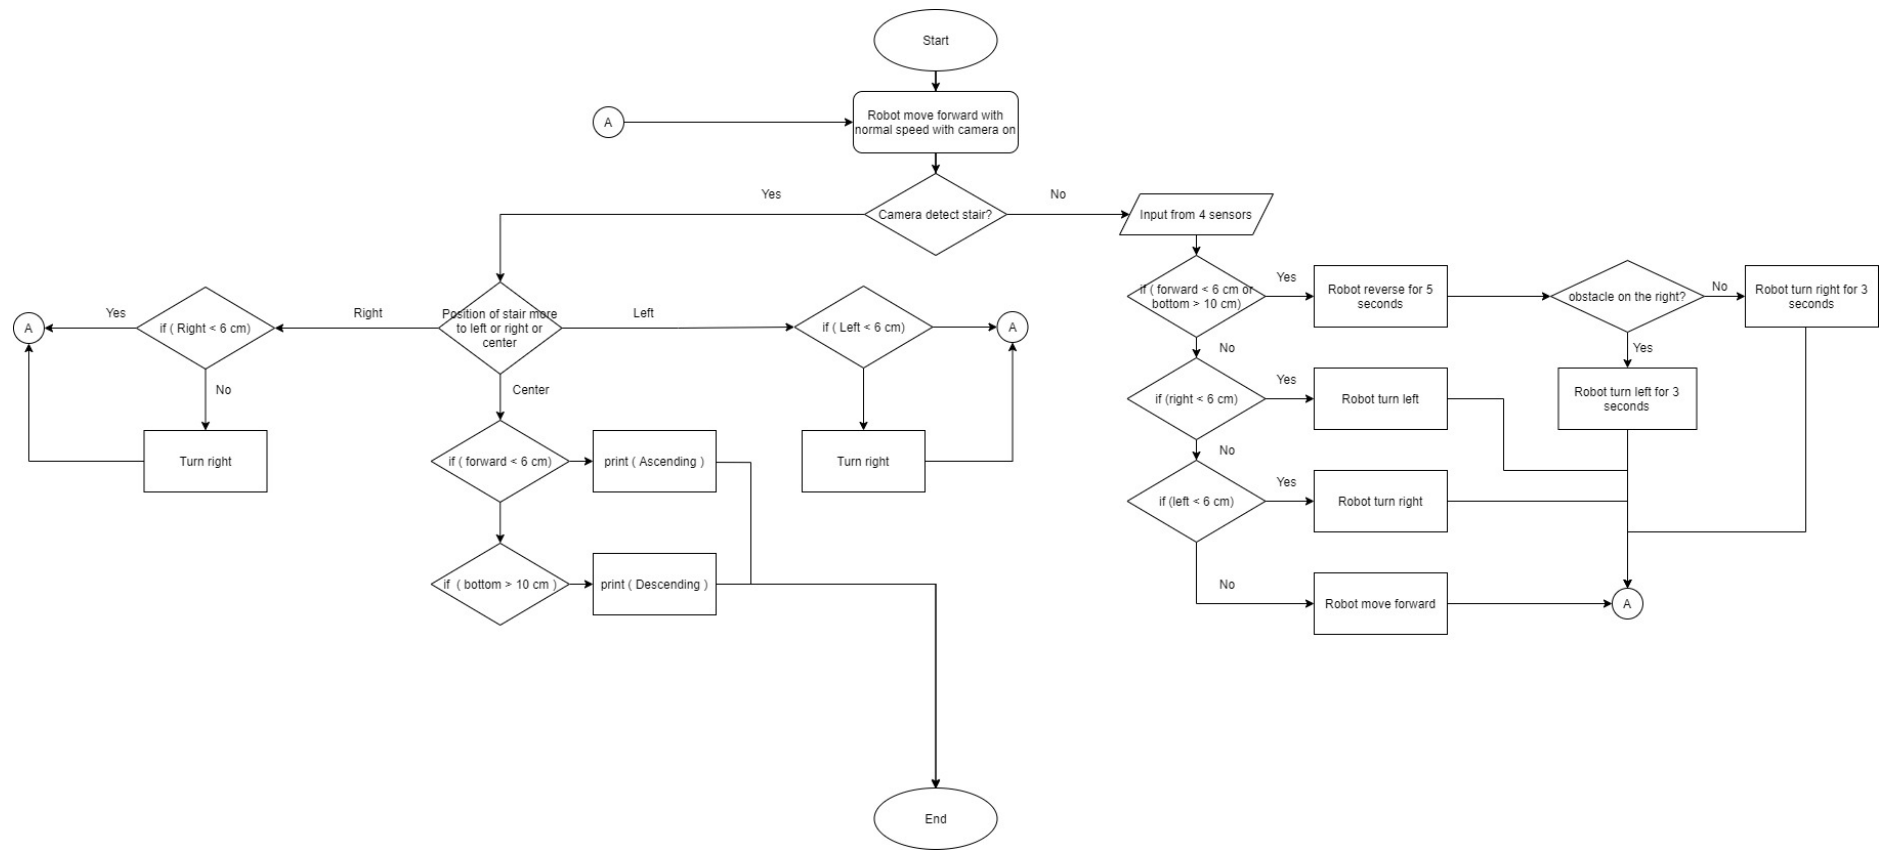 Start
Robot move forward with
normal speed with camera on
A
Yes
No
Camera detect stair?
Input from 4 sensors
if ( forward < 6 cm or
bottom > 10 cm)
Yes
Robot reverse for 5
seconds
obstacle on the right?
No
Robot turn right for 3
seconds
A
Yes
if ( Right < 6 cm)
Right
Position of stair more
to left or right or
center
Left
if ( Left < 6 cm)
A
No
Yes
No
Center
if (right < 6 cm)
Yes
Robot turn left
Robot turn left for 3
seconds
Turn right
if ( forward < 6 cm)
print ( Ascending )
Turn right
No
if (left < 6 cm)
Yes
Robot turn right
if ( bottom > 10 cm )
print ( Descending )
No
Robot move forward
A
End